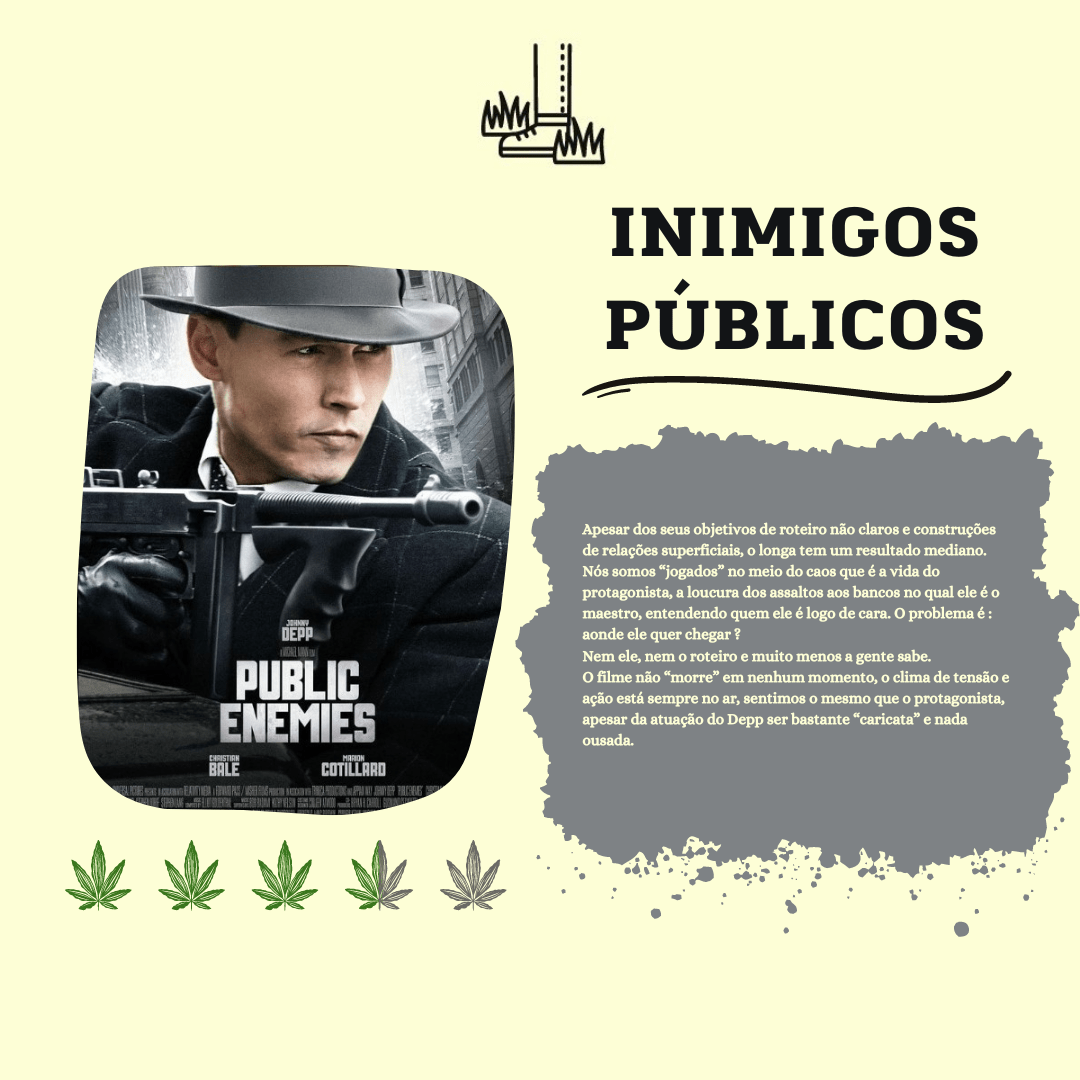 INIMIGOS
PÚBLICOS
Apesar dos seus objetivos de roteiro não claros e construções
de relações superficiais, o longa tem um resultado mediano.
Nós somos “jogados” no meio do caos que é a vida do
protagonista, a loucura dos assaltos aos bancos no qual ele é o
maestro, entendendo quem ele é logo de cara. O problema é :
aonde ele quer chegar ?
Nem ele, nem o roteiro e muito menos a gente sabe.
O filme não “morre” em nenhum momento, o clima de tensão e
ação está sempre no ar, sentimos o mesmo que o protagonista,
apesar da atuação do Depp ser bastante “caricata” e nada
ousada.
JOHNNY
DEPP
PUBLIC
ENEMIES
CHRISTIAN
BALE
MARION
COTILLARD